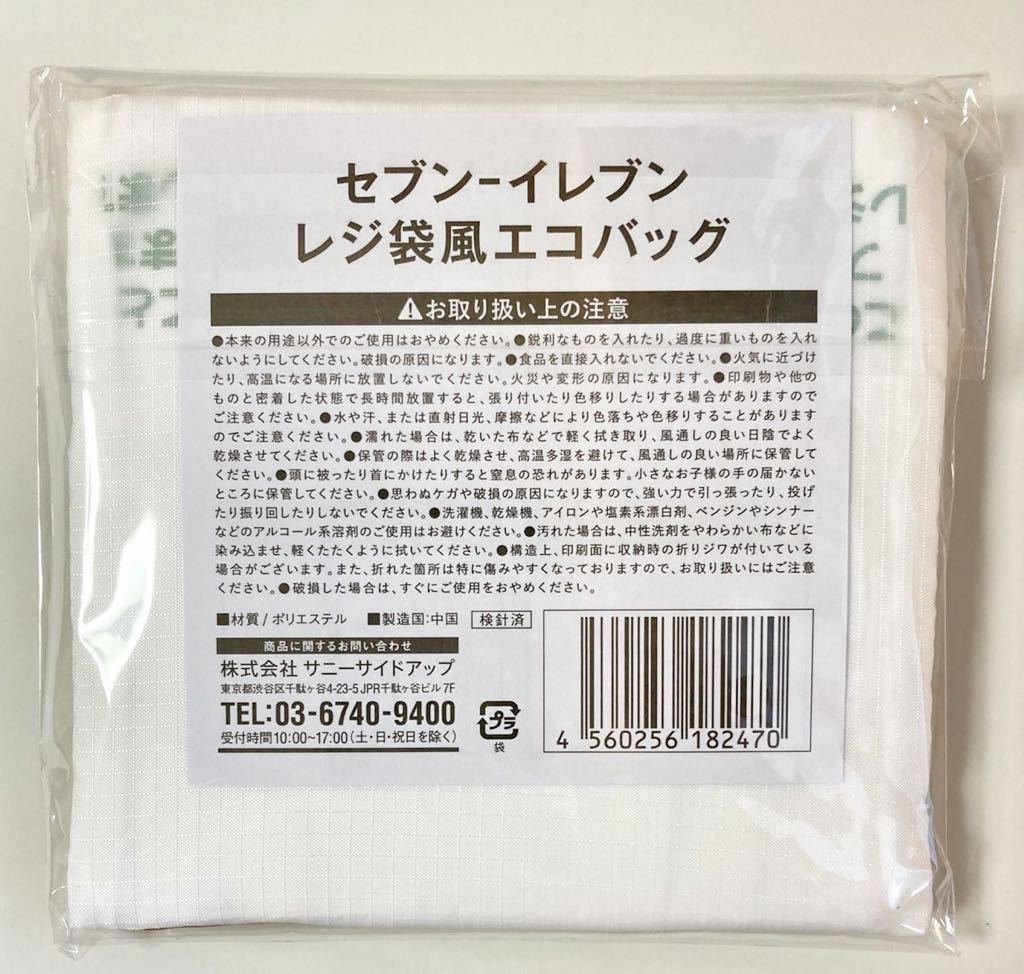 セブン-イレブン
レジ袋風エコバッグ
⚠お取り扱い上の注意
●本来の用途以外でのご使用はおやめください。●鋭利なものを入れたり、過度に重いものを入れ
ないようにしてください。破損の原因になります。●食品を直接入れないでください。●火気に近づけ
たり、高温になる場所に放置しないでください。火災や変形の原因になります。●印刷物や他の
ものと密着した状態で長時間放置すると、張り付いたり色移りしたりする場合がありますので
ご注意ください。●水や汗、または直射日光、摩擦などにより色落ちや色移りすることがあります
のでご注意ください。●濡れた場合は、乾いた布などで軽く拭き取り、風通しの良い日陰でよく
乾燥させてください。●保管の際はよく乾燥させ、高温多湿を避けて、風通しの良い場所に保管して
ください。●頭に被ったり首にかけたりすると窒息の恐れがあります。小さなお子様の手の届かない
ところに保管してください。●思わぬケガや破損の原因になりますので、強い力で引っ張ったり、投げ
たり振り回したりしないでください。●洗濯機、乾燥機、アイロンや塩素系漂白剤、ベンジンやシンナー
などのアルコール系溶剤のご使用はお避けください。●汚れた場合は、中性洗剤をやわらかい布などに
染み込ませ、軽くたたくように拭いてください。●構造上、印刷面に収納時の折りジワが付いている
場合がございます。また、折れた箇所は特に傷みやすくなっておりますので、お取り扱いにはご注意
ください。●破損した場合は、すぐにご使用をおやめください。
■材質/ポリエステル ■製造国:中国 検針済
商品に関するお問い合わせ
株式会社 サニーサイドアップ
東京都渋谷区千駄ヶ谷4-23-5 JPR千駄ヶ谷ビル 7F
TEL:03-6740-9400
受付時間10:00~17:00(土・日・祝日を除く)
プラ
袋
4 560256 182470